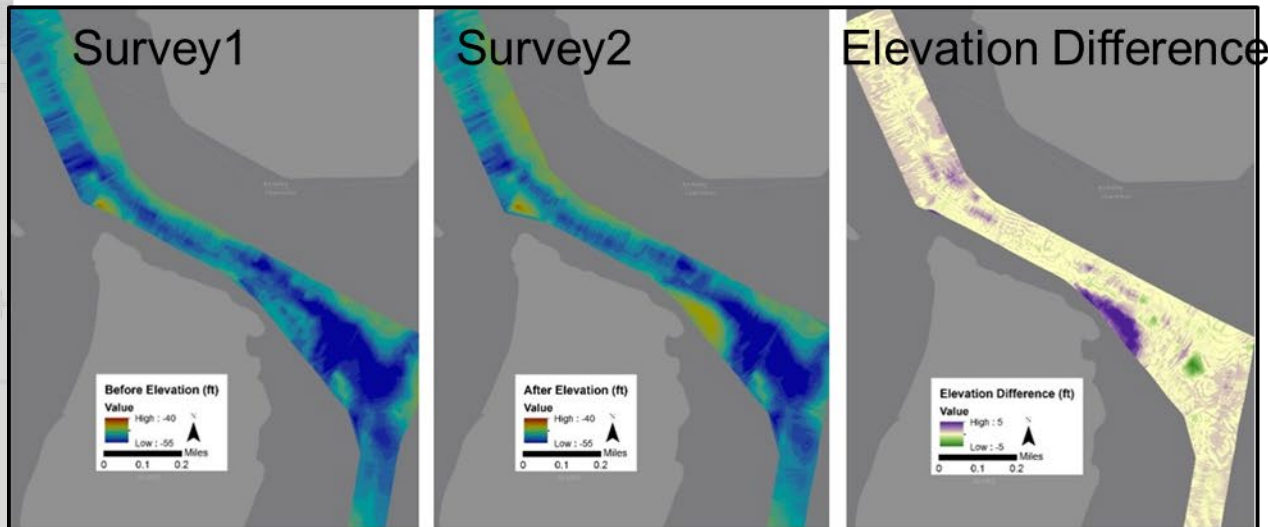 Survey1
Survey2
Elevation Difference
Before Elevation (ft)
Value
High : -40
Low : -55
N
Miles
0 0.1 0.2
After Elevation (ft)
Value
High : -40
Low : -55
N
Miles
0 0.1 0.2
Elevation Difference (ft)
Value
High : 5
Low : -5
N
Miles
0 0.1 0.2